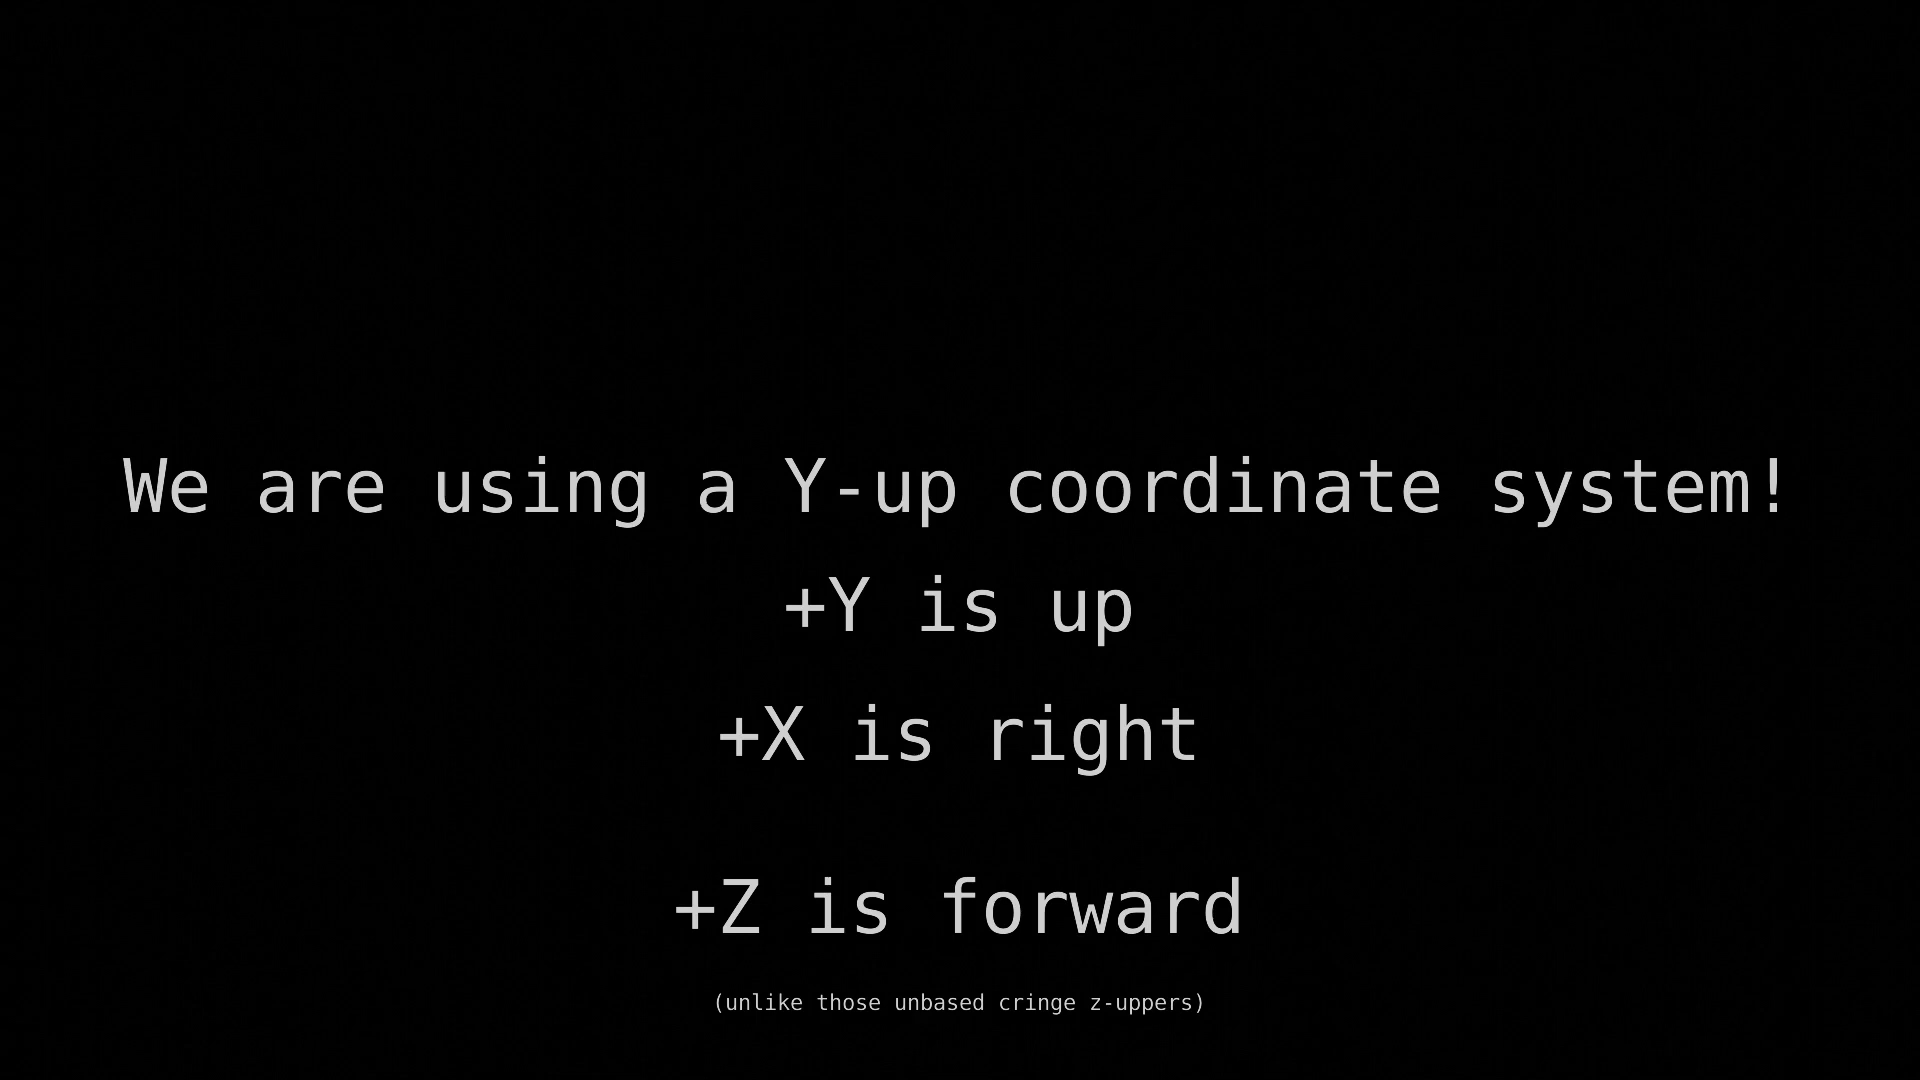 We are using a Y-up coordinate system!
+Y is up
+X is right
+Z is forward
(unlike those unbased cringe z-uppers)